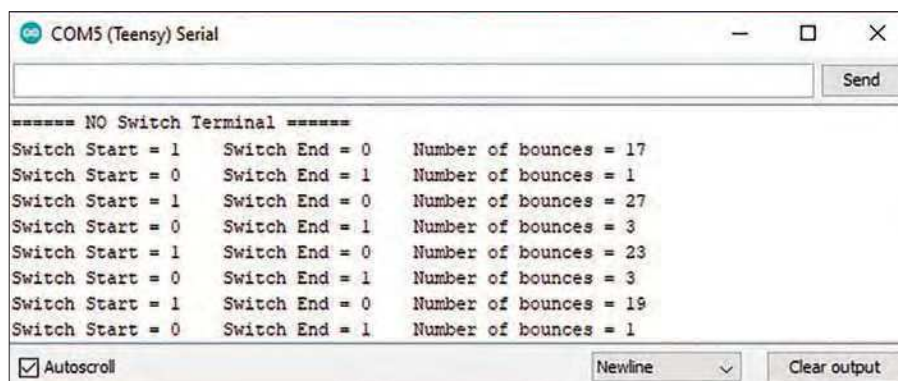 COM5 (Teensy) Serial
Send
====== NO Switch Terminal ======
Switch Start = 1    Switch End = 0    Number of bounces = 17
Switch Start = 0    Switch End = 1    Number of bounces = 1
Switch Start = 1    Switch End = 0    Number of bounces = 27
Switch Start = 0    Switch End = 1    Number of bounces = 3
Switch Start = 1    Switch End = 0    Number of bounces = 23
Switch Start = 0    Switch End = 1    Number of bounces = 3
Switch Start = 1    Switch End = 0    Number of bounces = 19
Switch Start = 0    Switch End = 1    Number of bounces = 1
Autoscroll    Newline    Clear output